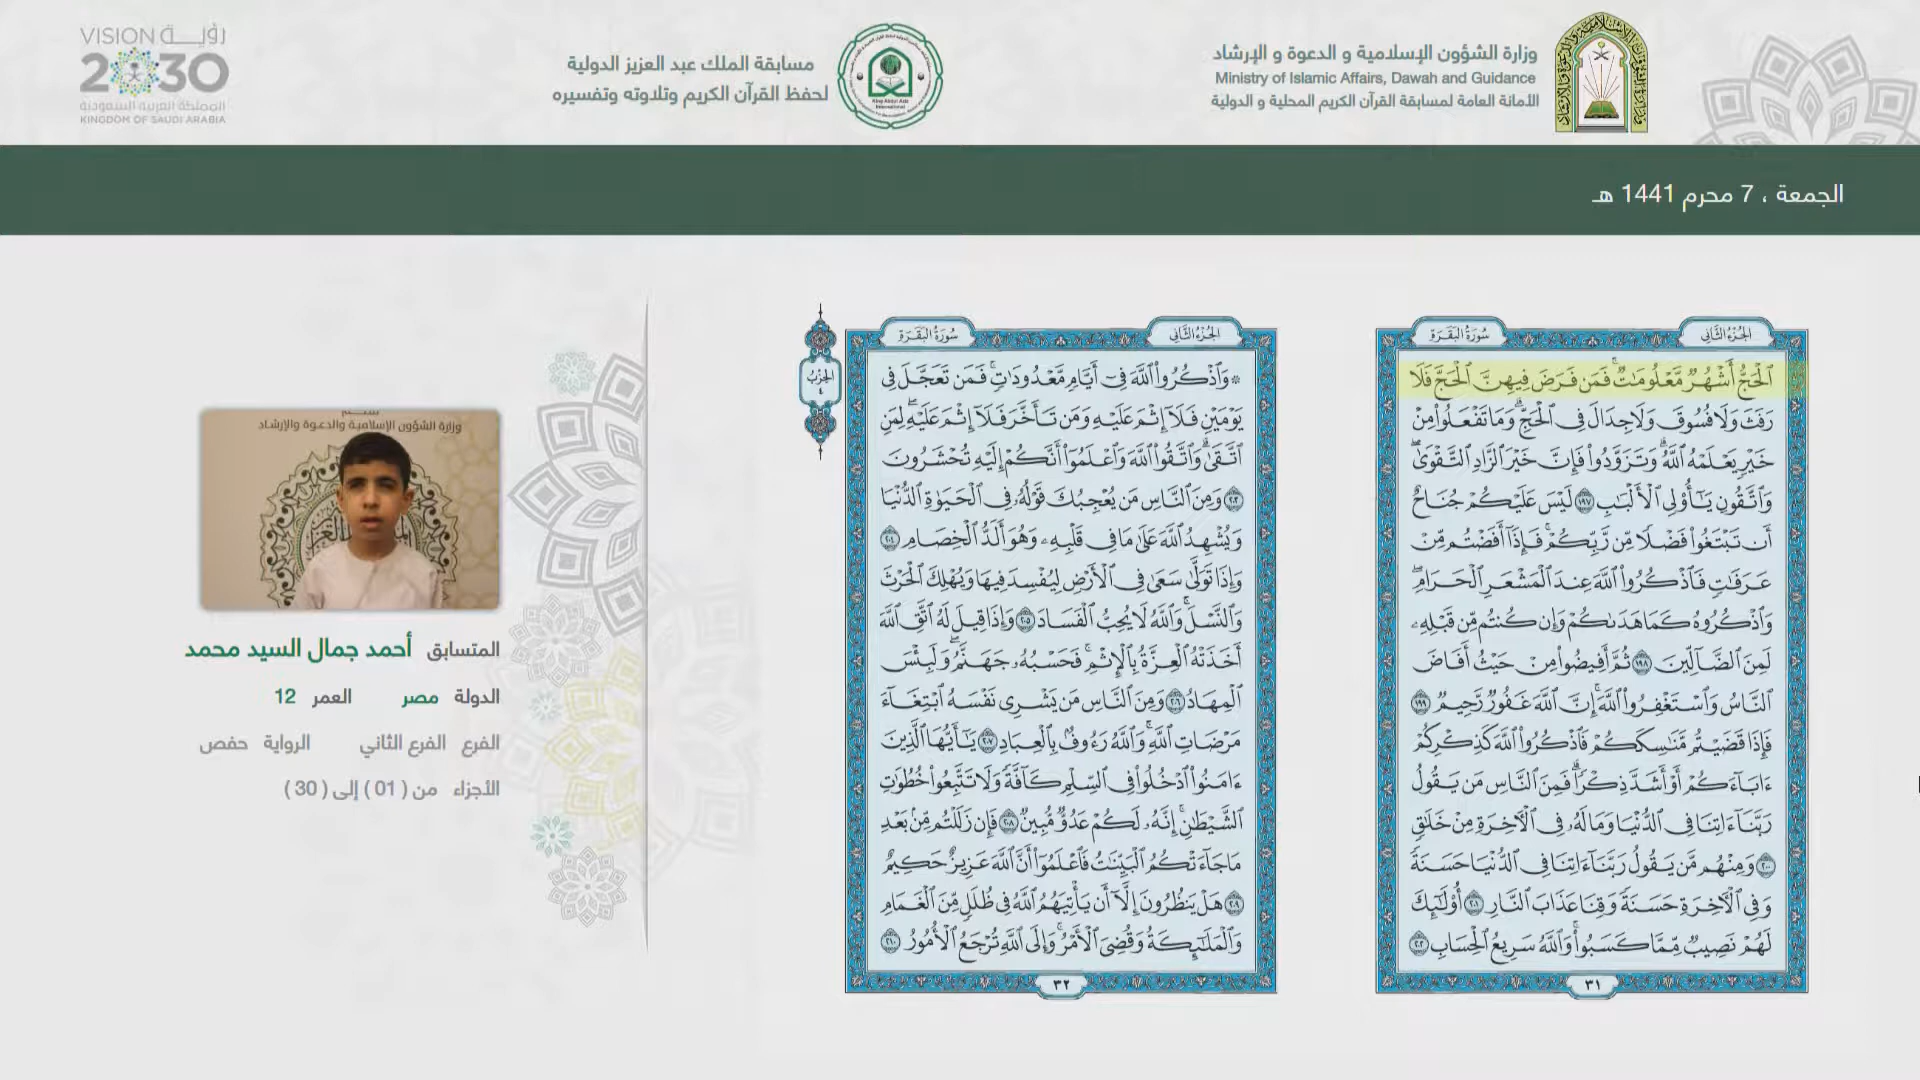 VISION رؤية
2030
المملكة العربية السعودية
KINGDOM OF SAUDI ARABIA
مسابقة الملك عبد العزيز الدولية
لحفظ القرآن الكريم وتلاوته وتفسيره
وزارة الشؤون الإسلامية و الدعوة و الإرشاد
Ministry of Islamic Affairs, Dawah and Guidance
الأمانة العامة لمسابقة القرآن الكريم المحلية و الدولية
الجمعة ، 7 محرم 1441 هـ
الجزء الثاني
سورة البقرة
ٱلْحَجُّ أَشْهُرٌ مَّعْلُومَٰتٌ ۚ فَمَن فَرَضَ فِيهِنَّ ٱلْحَجَّ فَلَا
رَفَثَ وَلَا فُسُوقَ وَلَا جِدَالَ فِى ٱلْحَجِّ ۗ وَمَا تَفْعَلُوا۟ مِنْ
خَيْرٍ يَعْلَمْهُ ٱللَّهُ ۗ وَتَزَوَّدُوا۟ فَإِنَّ خَيْرَ ٱلزَّادِ ٱلتَّقْوَىٰ ۖ
وَٱتَّقُونِ يَٰٓأُو۟لِى ٱلْأَلْبَٰبِ ١٩٧ لَيْسَ عَلَيْكُمْ جُنَاحٌ
أَن تَبْتَغُوا۟ فَضْلًا مِّن رَّبِّكُمْ ۚ فَإِذَآ أَفَضْتُم مِّنْ
عَرَفَٰتٍ فَٱذْكُرُوا۟ ٱللَّهَ عِندَ ٱلْمَشْعَرِ ٱلْحَرَامِ ۖ
وَٱذْكُرُوهُ كَمَا هَدَىٰكُمْ وَإِن كُنتُم مِّن قَبْلِهِۦ
لَمِنَ ٱلضَّآلِّينَ ١٩٨ ثُمَّ أَفِيضُوا۟ مِنْ حَيْثُ أَفَاضَ
ٱلنَّاسُ وَٱسْتَغْفِرُوا۟ ٱللَّهَ ۚ إِنَّ ٱللَّهَ غَفُورٌ رَّحِيمٌ ١٩٩
فَإِذَا قَضَيْتُم مَّنَٰسِكَكُمْ فَٱذْكُرُوا۟ ٱللَّهَ كَذِكْرِكُمْ
ءَابَآءَكُمْ أَوْ أَشَدَّ ذِكْرًا ۗ فَمِنَ ٱلنَّاسِ مَن يَقُولُ
رَبَّنَآ ءَاتِنَا فِى ٱلدُّنْيَا وَمَا لَهُۥ فِى ٱلْءَاخِرَةِ مِنْ خَلَٰقٍ
٢٠٠ وَمِنْهُم مَّن يَقُولُ رَبَّنَآ ءَاتِنَا فِى ٱلدُّنْيَا حَسَنَةً
وَفِى ٱلْءَاخِرَةِ حَسَنَةً وَقِنَا عَذَابَ ٱلنَّارِ ٢٠١ أُو۟لَٰٓئِكَ
لَهُمْ نَصِيبٌ مِّمَّا كَسَبُوا۟ ۚ وَٱللَّهُ سَرِيعُ ٱلْحِسَابِ ٢٠٢
٣١
الجزء الثاني
سورة البقرة
الحزب
٤
۞ وَٱذْكُرُوا۟ ٱللَّهَ فِىٓ أَيَّامٍ مَّعْدُودَٰتٍ ۚ فَمَن تَعَجَّلَ فِى
يَوْمَيْنِ فَلَآ إِثْمَ عَلَيْهِ وَمَن تَأَخَّرَ فَلَآ إِثْمَ عَلَيْهِ ۚ لِمَنِ
ٱتَّقَىٰ ۗ وَٱتَّقُوا۟ ٱللَّهَ وَٱعْلَمُوٓا۟ أَنَّكُمْ إِلَيْهِ تُحْشَرُونَ
٢٠٣ وَمِنَ ٱلنَّاسِ مَن يُعْجِبُكَ قَوْلُهُۥ فِى ٱلْحَيَوٰةِ ٱلدُّنْيَا
وَيُشْهِدُ ٱللَّهَ عَلَىٰ مَا فِى قَلْبِهِۦ وَهُوَ أَلَدُّ ٱلْخِصَامِ ٢٠٤
وَإِذَا تَوَلَّىٰ سَعَىٰ فِى ٱلْأَرْضِ لِيُفْسِدَ فِيهَا وَيُهْلِكَ ٱلْحَرْثَ
وَٱلنَّسْلَ ۗ وَٱللَّهُ لَا يُحِبُّ ٱلْفَسَادَ ٢٠٥ وَإِذَا قِيلَ لَهُ ٱتَّقِ ٱللَّهَ
أَخَذَتْهُ ٱلْعِزَّةُ بِٱلْإِثْمِ ۚ فَحَسْبُهُۥ جَهَنَّمُ ۚ وَلَبِئْسَ
ٱلْمِهَادُ ٢٠٦ وَمِنَ ٱلنَّاسِ مَن يَشْرِى نَفْسَهُ ٱبْتِغَآءَ
مَرْضَاتِ ٱللَّهِ ۗ وَٱللَّهُ رَءُوفٌۢ بِٱلْعِبَادِ ٢٠٧ يَٰٓأَيُّهَا ٱلَّذِينَ
ءَامَنُوا۟ ٱدْخُلُوا۟ فِى ٱلسِّلْمِ كَآفَّةً وَلَا تَتَّبِعُوا۟ خُطُوَٰتِ
ٱلشَّيْطَٰنِ ۚ إِنَّهُۥ لَكُمْ عَدُوٌّ مُّبِينٌ ٢٠٨ فَإِن زَلَلْتُم مِّنۢ بَعْدِ
مَا جَآءَتْكُمُ ٱلْبَيِّنَٰتُ فَٱعْلَمُوٓا۟ أَنَّ ٱللَّهَ عَزِيزٌ حَكِيمٌ
٢٠٩ هَلْ يَنظُرُونَ إِلَّآ أَن يَأْتِيَهُمُ ٱللَّهُ فِى ظُلَلٍ مِّنَ ٱلْغَمَامِ
وَٱلْمَلَٰٓئِكَةُ وَقُضِىَ ٱلْأَمْرُ ۚ وَإِلَى ٱللَّهِ تُرْجَعُ ٱلْأُمُورُ ٢١٠
٣٢
وزارة الشؤون الإسلامية والدعوة والإرشاد
المتسابق أحمد جمال السيد محمد
الدولة مصر العمر 12
الفرع الفرع الثاني الرواية حفص
الأجزاء من ( 01 ) إلى ( 30 )